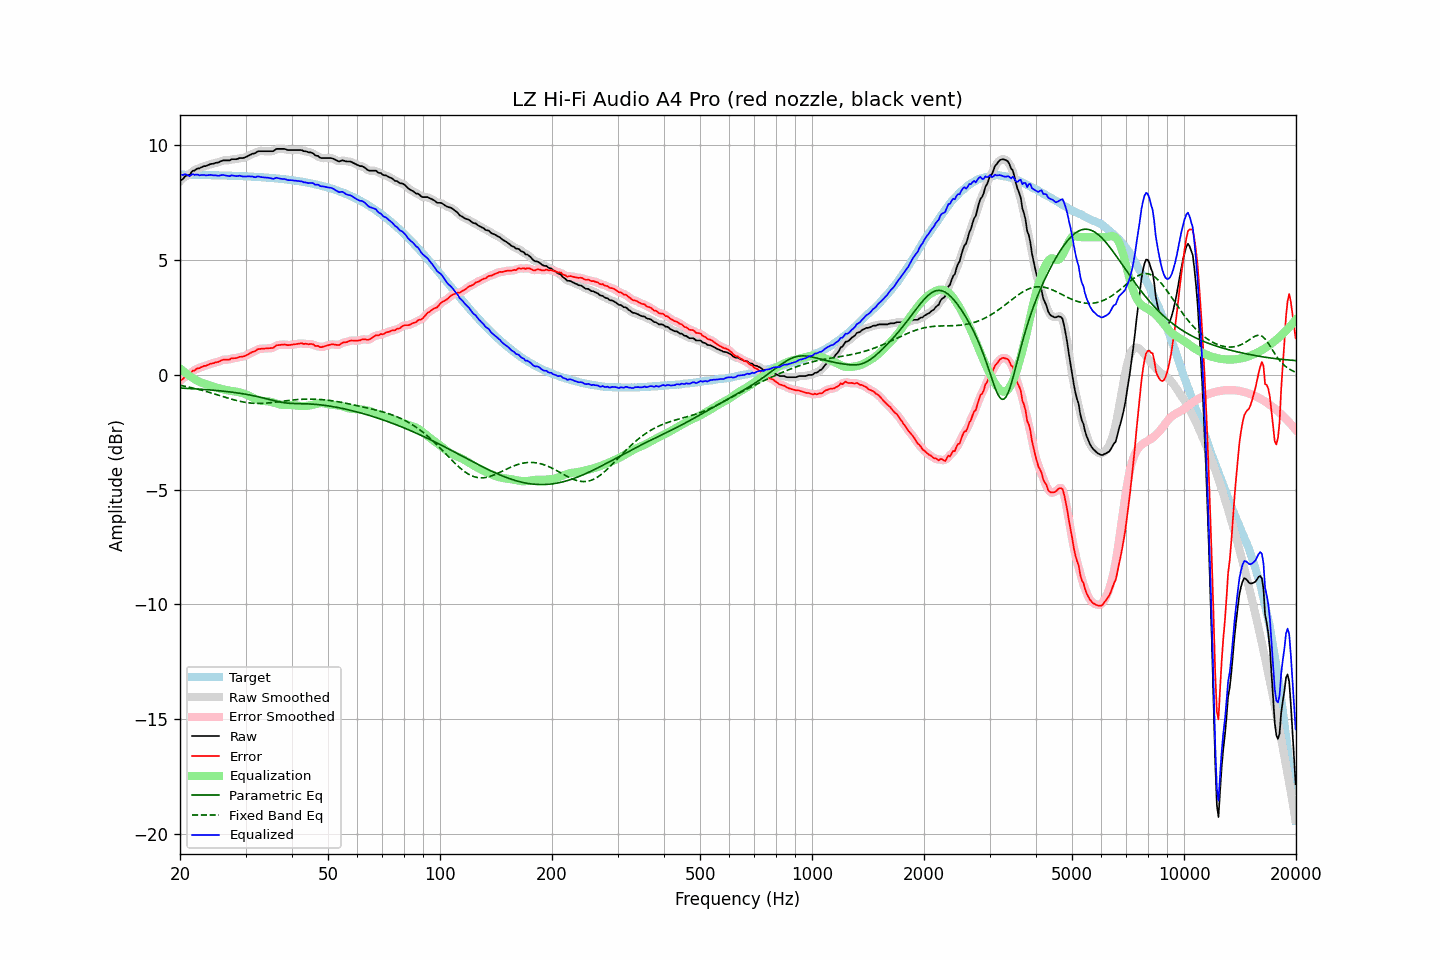 LZ Hi-Fi Audio A4 Pro (red nozzle, black vent)
10
5
0
−5
−10
−15
−20
Amplitude (dBr)
Target
Raw Smoothed
Error Smoothed
Raw
Error
Equalization
Parametric Eq
Fixed Band Eq
Equalized
20 50 100 200 500 1000 2000 5000 10000 20000
Frequency (Hz)